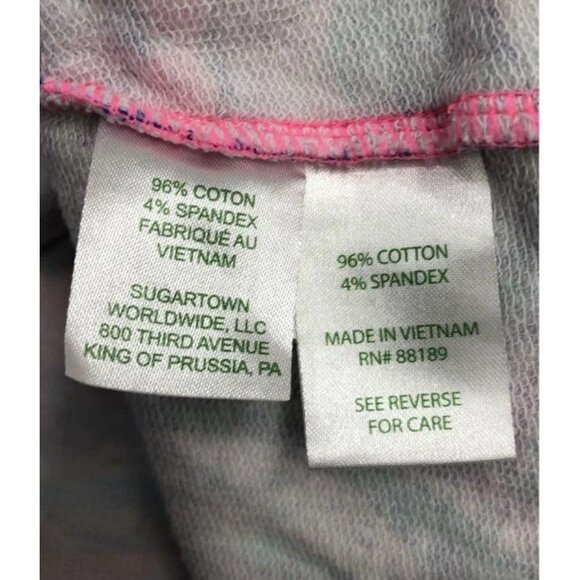 96% COTON
4% SPANDEX
FABRIQUÉ AU
VIETNAM
SUGARTOWN
WORLDWIDE, LLC
800 THIRD AVENUE
KING OF PRUSSIA, PA
96% COTTON
4% SPANDEX
MADE IN VIETNAM
RN# 88189
SEE REVERSE
FOR CARE